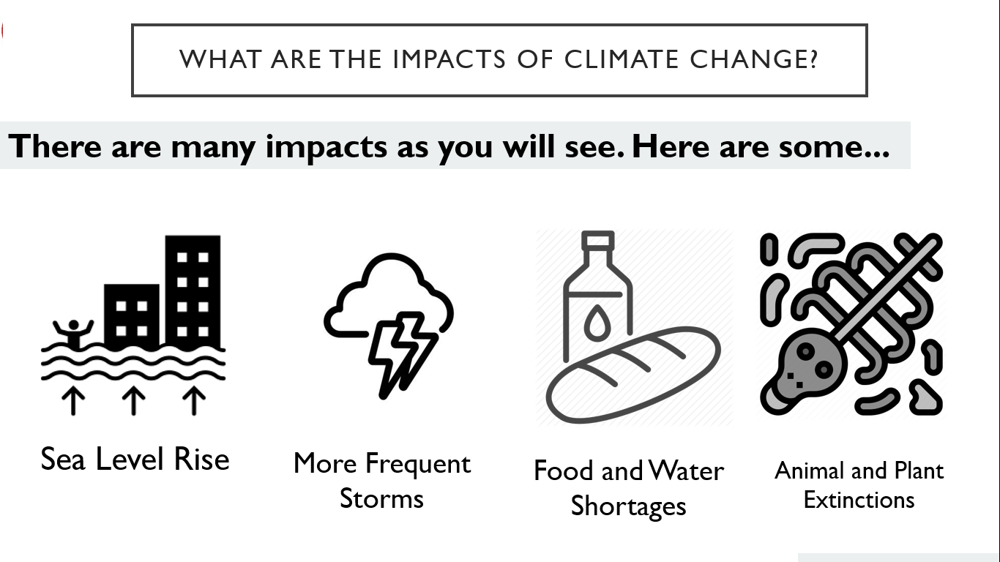 WHAT ARE THE IMPACTS OF CLIMATE CHANGE?
There are many impacts as you will see. Here are some...
Sea Level Rise
More Frequent
Storms
Food and Water
Shortages
Animal and Plant
Extinctions